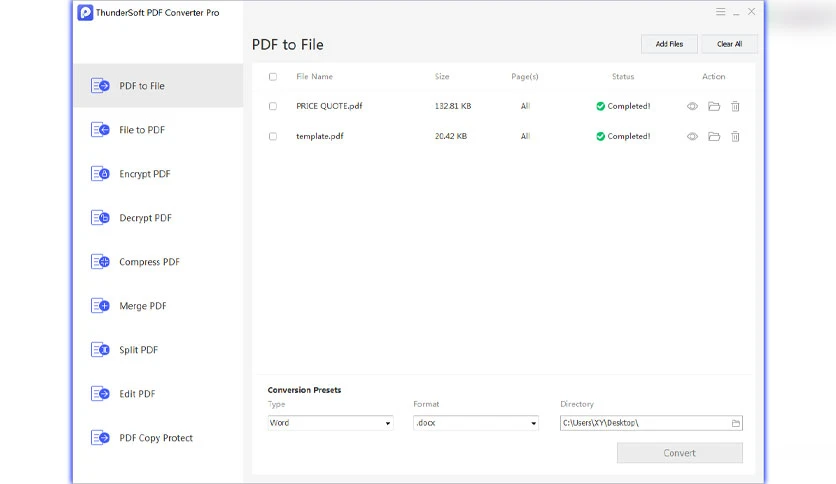 ThunderSoft PDF Converter Pro
PDF to File
Add Files
Clear All
PDF to File
File to PDF
Encrypt PDF
Decrypt PDF
Compress PDF
Merge PDF
Split PDF
Edit PDF
PDF Copy Protect
File Name Size Page(s) Status Action
PRICE QUOTE.pdf 132.81 KB All Completed!
template.pdf 20.42 KB All Completed!
Conversion Presets
Type Format Directory
Word .docx C:\Users\XY\Desktop\
Convert